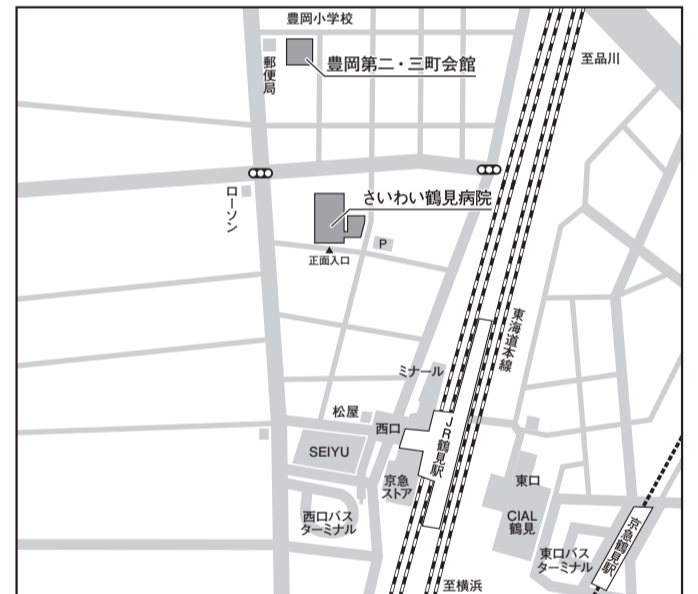 豊岡小学校
郵便局
豊岡第二・三町会館
至品川
ローソン
さいわい鶴見病院
P
正面入口
東海道本線
ミナール
松屋
西口
JR鶴見駅
SEIYU
京急
ストア
東口
西口バス
ターミナル
CIAL
鶴見
京急鶴見駅
東口バス
ターミナル
至横浜